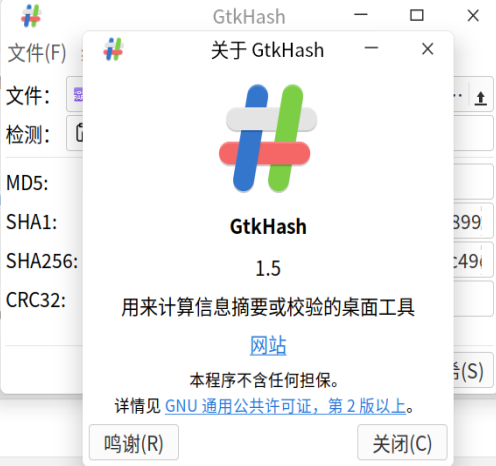 GtkHash
文件(F)
关于 GtkHash
文件：
检测：
MD5:
SHA1:
899
SHA256:
c49
CRC32:
(S)
GtkHash
1.5
用来计算信息摘要或校验的桌面工具
网站
本程序不含任何担保。
详情见 GNU 通用公共许可证，第 2 版以上。
鸣谢(R)
关闭(C)